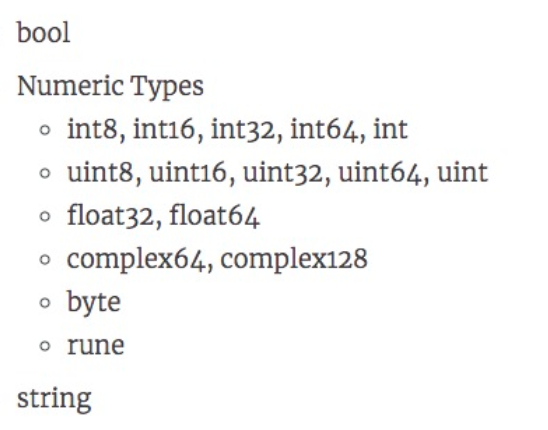 bool
Numeric Types
int8, int16, int32, int64, int
uint8, uint16, uint32, uint64, uint
float32, float64
complex64, complex128
byte
rune
string